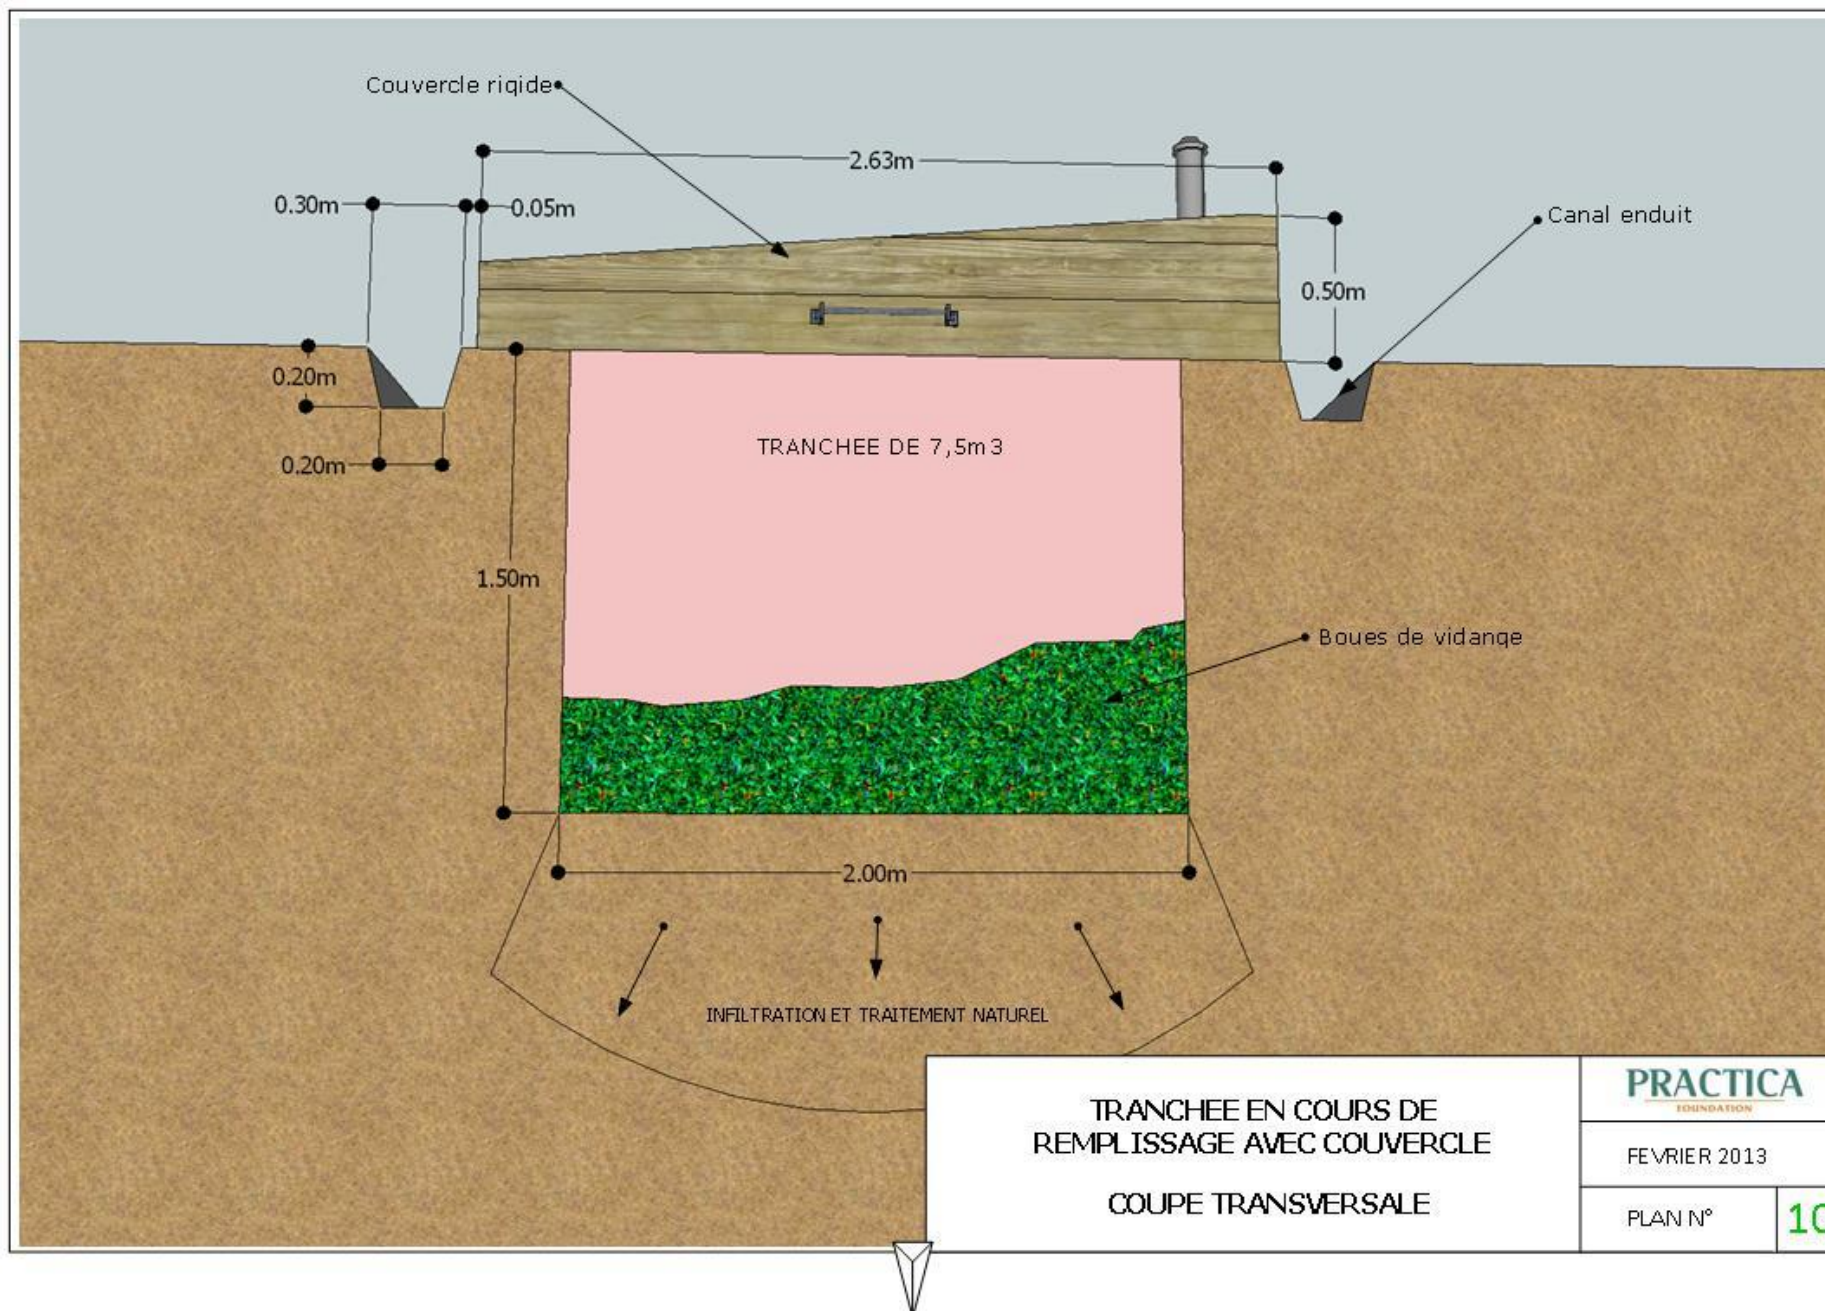 Couvercle rigide
2.63m
0.30m
0.05m
Canal enduit
0.50m
0.20m
TRANCHEE DE 7,5m3
0.20m
1.50m
Boues de vidange
2.00m
INFILTRATION ET TRAITEMENT NATUREL
TRANCHEE EN COURS DE
REMPLISSAGE AVEC COUVERCLE
COUPE TRANSVERSALE
PRACTICA
FOUNDATION
FEVRIER 2013
PLAN N° 10